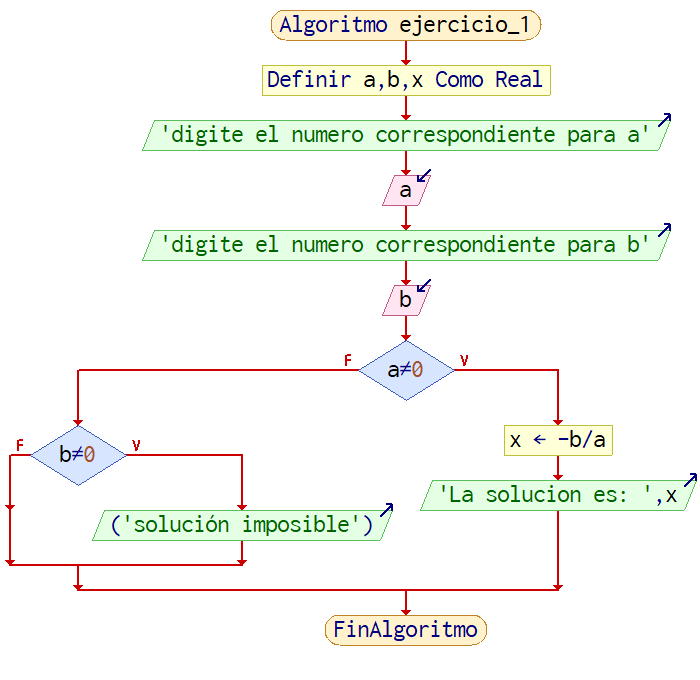 Algoritmo ejercicio_1
Definir a,b,x Como Real
'digite el numero correspondiente para a'
a
'digite el numero correspondiente para b'
b
F
a≠0
V
F
b≠0
V
x ← -b/a
'La solucion es: ',x
('solución imposible')
FinAlgoritmo